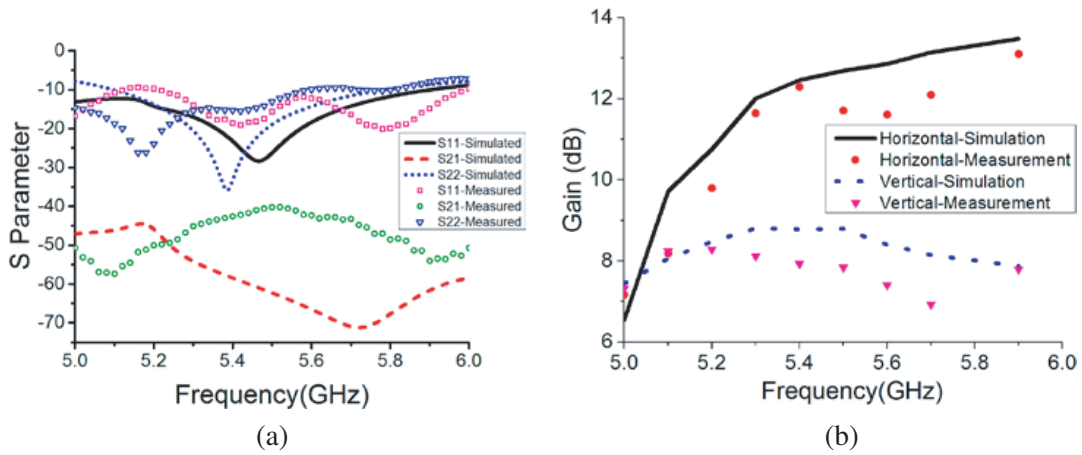 0
-10
-20
-30
-40
-50
-60
-70
S Parameter
5.0
5.2
5.4
5.6
5.8
6.0
Frequency(GHz)
S11-Simulated
S21-Simulated
S22-Simulated
S11-Measured
S21-Measured
S22-Measured
(a)
14
12
10
8
6
Gain (dB)
5.0
5.2
5.4
5.6
5.8
6.0
Frequency(GHz)
Horizontal-Simulation
Horizontal-Measurement
Vertical-Simulation
Vertical-Measurement
(b)